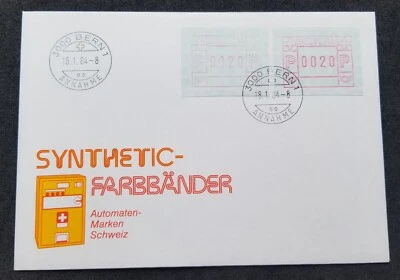 3000 BERN 1
18.1.84-8
ANNAHME
0020
3000 BERN 1
18.1.84-8
ANNAHME
SYNTHETIC-
FARBBÄNDER
Automaten-
Marken
Schweiz